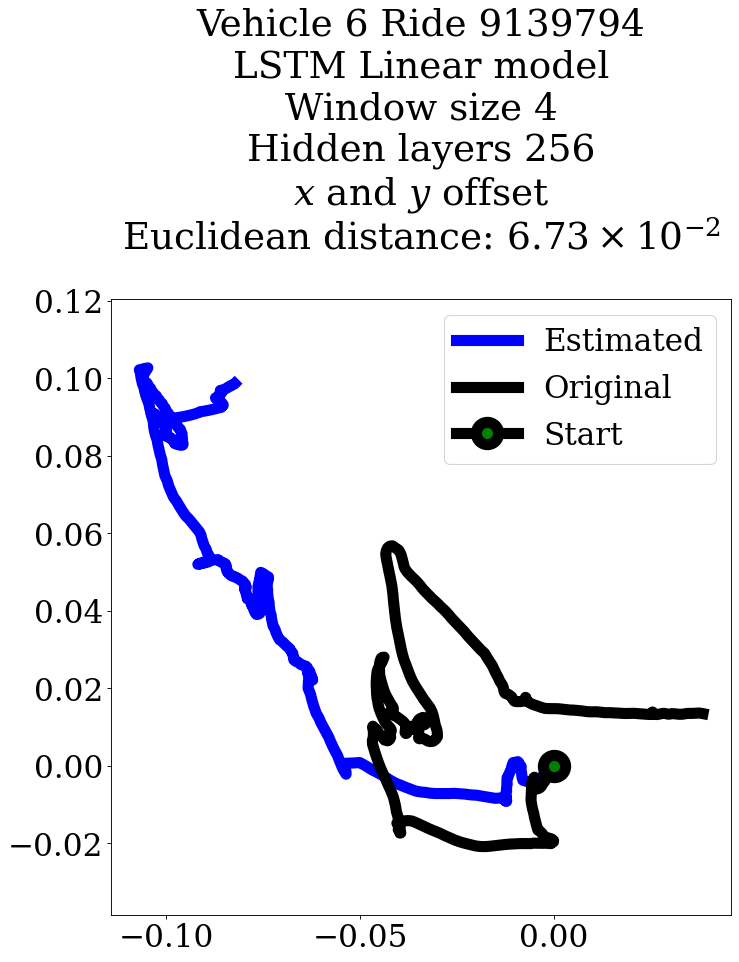 Vehicle 6 Ride 9139794
LSTM Linear model
Window size 4
Hidden layers 256
x and y offset
Euclidean distance: 6.73 × 10⁻²
0.12
0.10
0.08
0.06
0.04
0.02
0.00
−0.02
Estimated
Original
Start
−0.10 −0.05 0.00